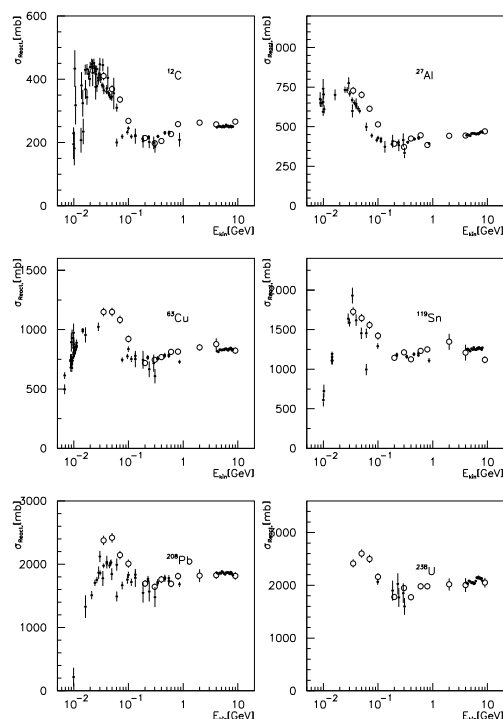 σReact.[mb]
600
400
200
0
¹²C
10⁻² 10⁻¹ 1 10
Ekin[GeV]
σReact.[mb]
1000
750
500
250
0
²⁷Al
10⁻² 10⁻¹ 1 10
Ekin[GeV]
σReact.[mb]
1500
1000
500
0
⁶³Cu
10⁻² 10⁻¹ 1 10
Ekin[GeV]
σReact.[mb]
2000
1500
1000
500
0
¹¹⁹Sn
10⁻² 10⁻¹ 1 10
Ekin[GeV]
σReact.[mb]
3000
2000
1000
0
²⁰⁸Pb
10⁻² 10⁻¹ 1 10
Ekin[GeV]
σReact.[mb]
3000
2000
1000
0
²³⁸U
10⁻² 10⁻¹ 1 10
Ekin[GeV]